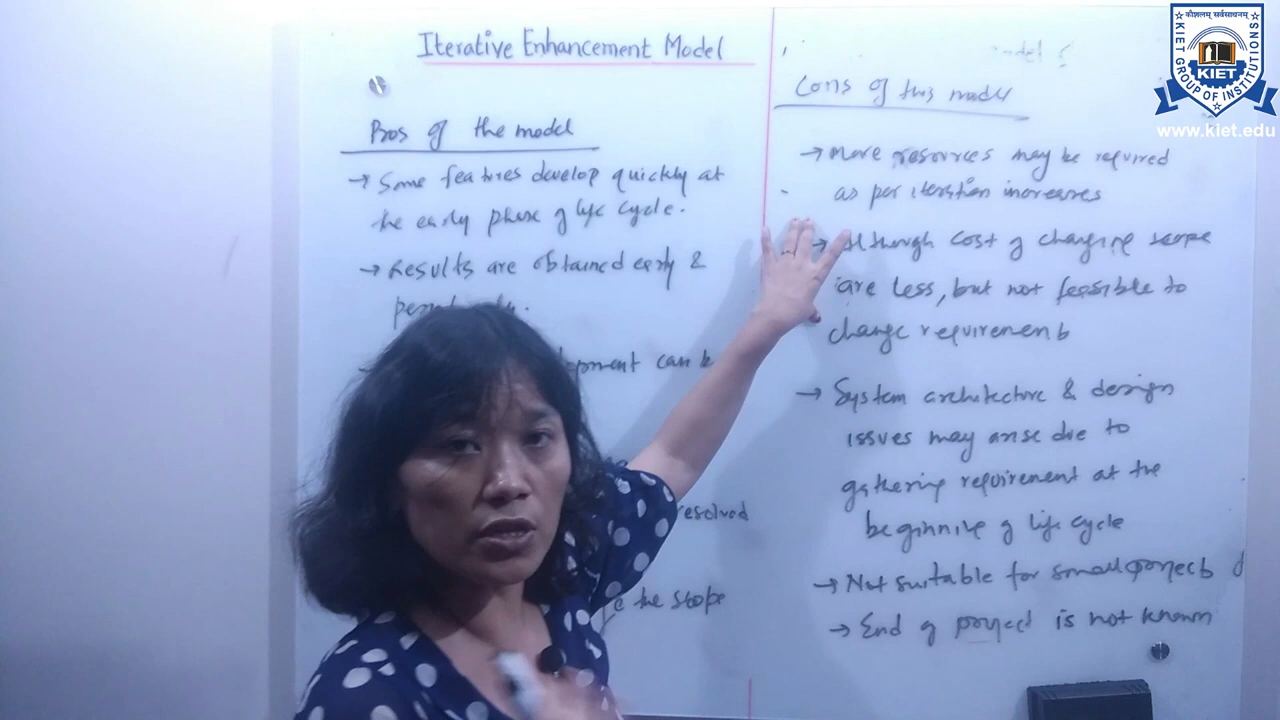 Iterative Enhancement Model
Pros of the model
→ Some features develop quickly at
the early phase of life cycle.
→ Results are obtained early &
can be
resolved
the scope
Cons of this model
→ More resources may be required
as per iteration increases
→ Although cost of changing scope
are less, but not feasible to
change requirements
→ System architecture & design
issues may arise due to
gathering requirement at the
beginning of life cycle
→ Not suitable for small projects
→ End of project is not known
कौशलम् सर्वसाधनम्
KIET GROUP OF INSTITUTIONS
KIET
www.kiet.edu